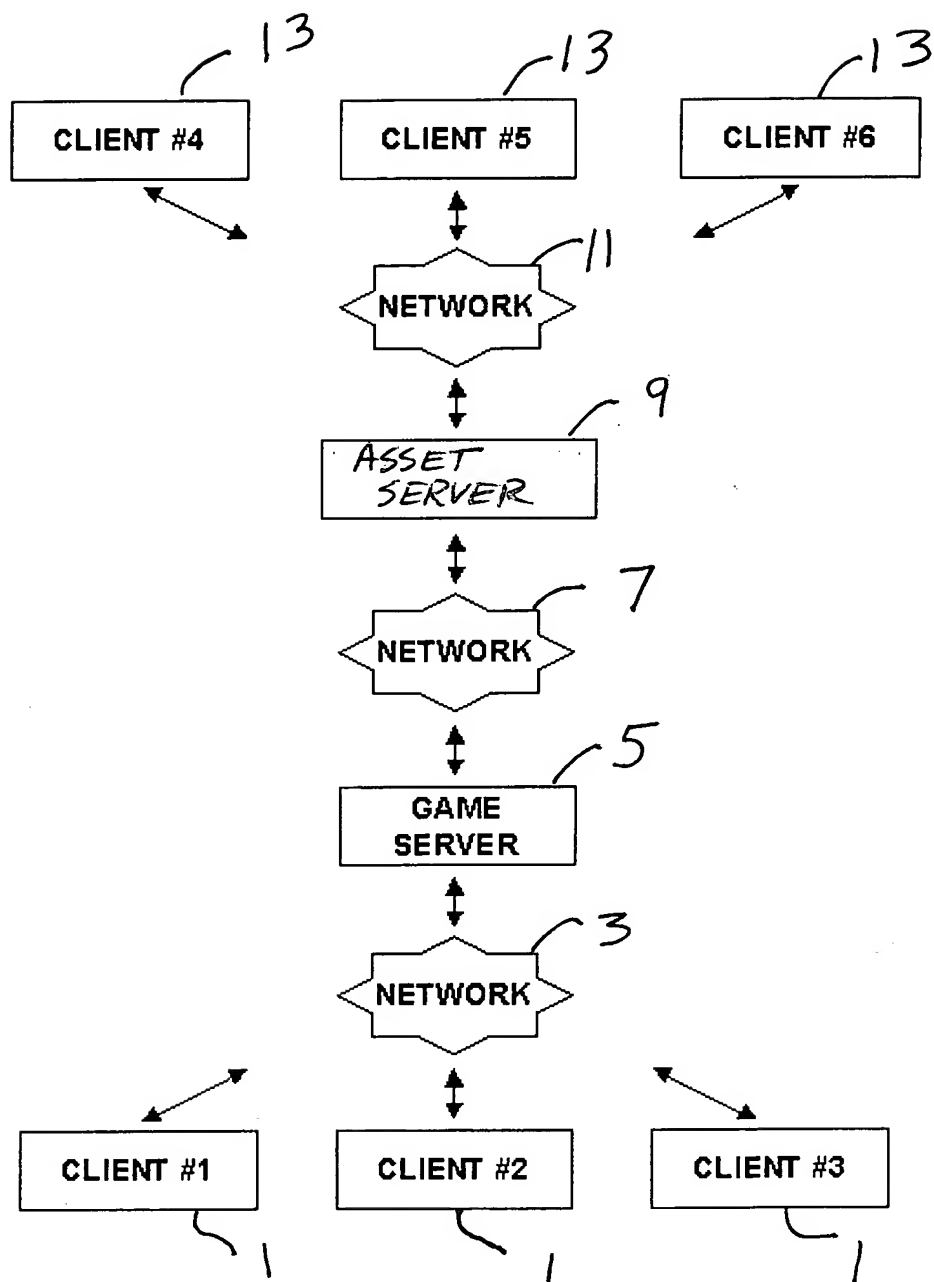 13
13
13
CLIENT #4
CLIENT #5
CLIENT #6
11
NETWORK
9
ASSET
SERVER
7
NETWORK
5
GAME
SERVER
3
NETWORK
CLIENT #1
CLIENT #2
CLIENT #3
1
1
1